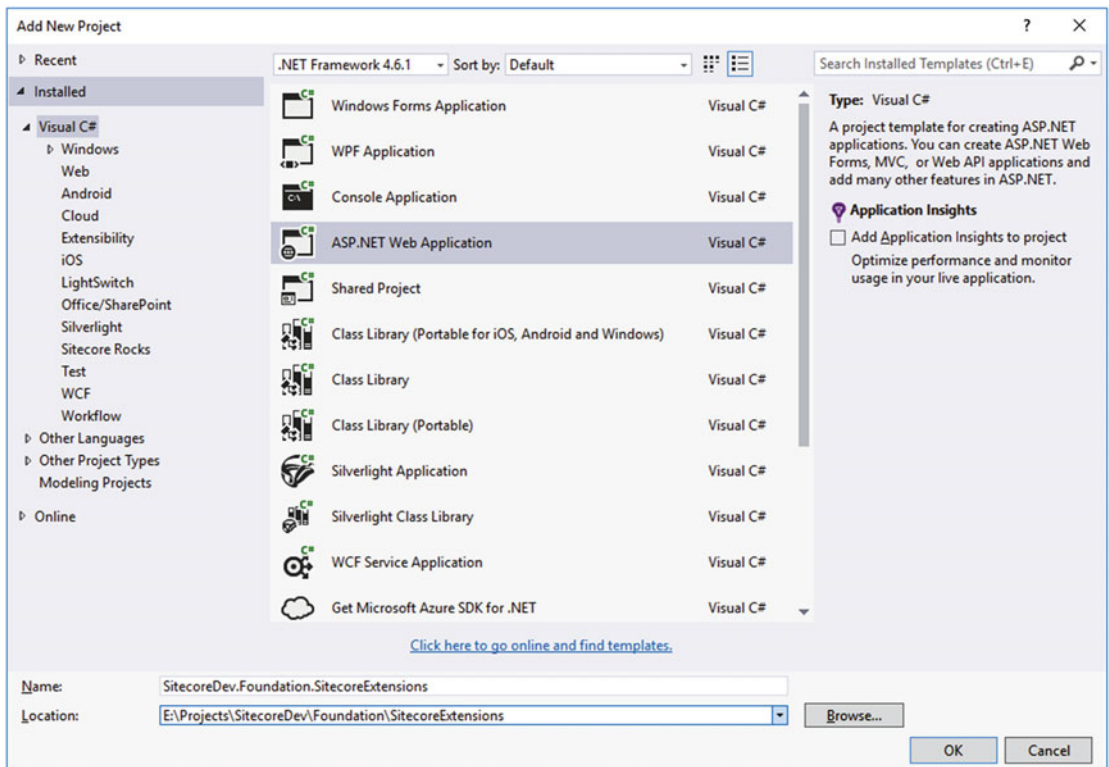 Add New Project
?
Recent
Installed
Visual C#
Windows
Web
Android
Cloud
Extensibility
iOS
LightSwitch
Office/SharePoint
Silverlight
Sitecore Rocks
Test
WCF
Workflow
Other Languages
Other Project Types
Modeling Projects
Online
.NET Framework 4.6.1 Sort by: Default
Windows Forms Application Visual C#
WPF Application Visual C#
Console Application Visual C#
ASP.NET Web Application Visual C#
Shared Project Visual C#
Class Library (Portable for iOS, Android and Windows) Visual C#
Class Library Visual C#
Class Library (Portable) Visual C#
Silverlight Application Visual C#
Silverlight Class Library Visual C#
WCF Service Application Visual C#
Get Microsoft Azure SDK for .NET Visual C#
Click here to go online and find templates.
Search Installed Templates (Ctrl+E)
Type: Visual C#
A project template for creating ASP.NET
applications. You can create ASP.NET Web
Forms, MVC, or Web API applications and
add many other features in ASP.NET.
Application Insights
Add Application Insights to project
Optimize performance and monitor
usage in your live application.
Name: SitecoreDev.Foundation.SitecoreExtensions
Location: E:\Projects\SitecoreDev\Foundation\SitecoreExtensions Browse...
OK Cancel